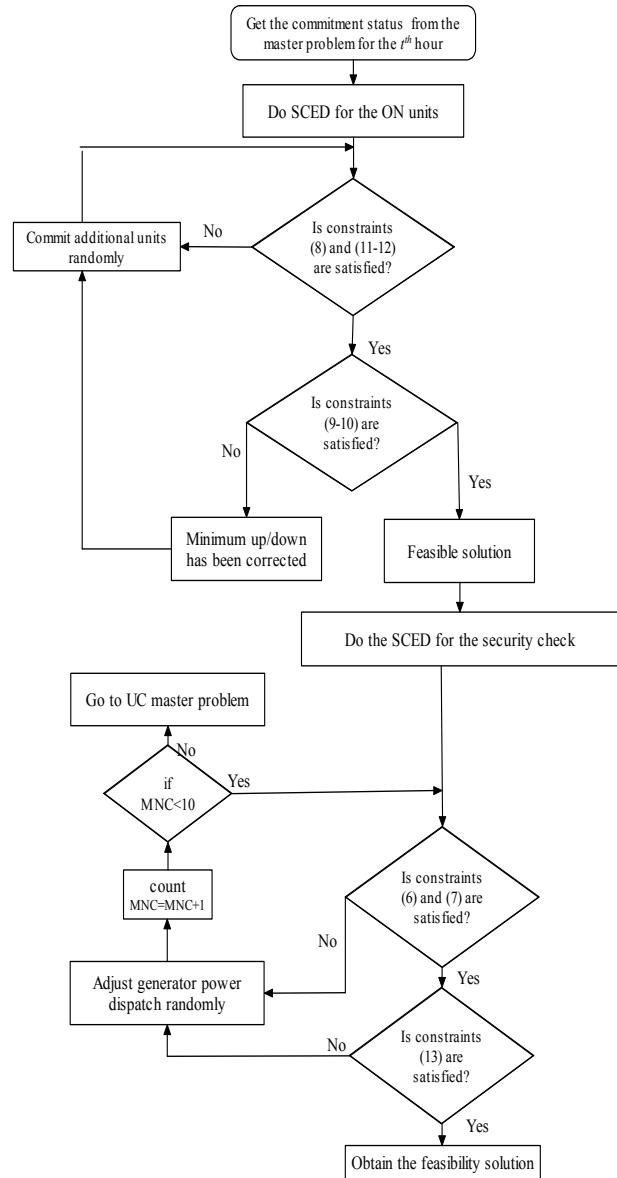 Get the commitment status from the
master problem for the tth hour
Do SCED for the ON units
Is constraints
(8) and (11-12)
are satisfied?
No
Commit additional units
randomly
Yes
Is constraints
(9-10) are
satisfied?
No
Yes
Minimum up/down
has been corrected
Feasible solution
Do the SCED for the security check
Go to UC master problem
No
if
MNC<10
Yes
count
MNC=MNC+1
Is constraints
(6) and (7) are
satisfied?
No
Adjust generator power
dispatch randomly
Yes
Is constraints
(13) are
satisfied?
No
Yes
Obtain the feasibility solution